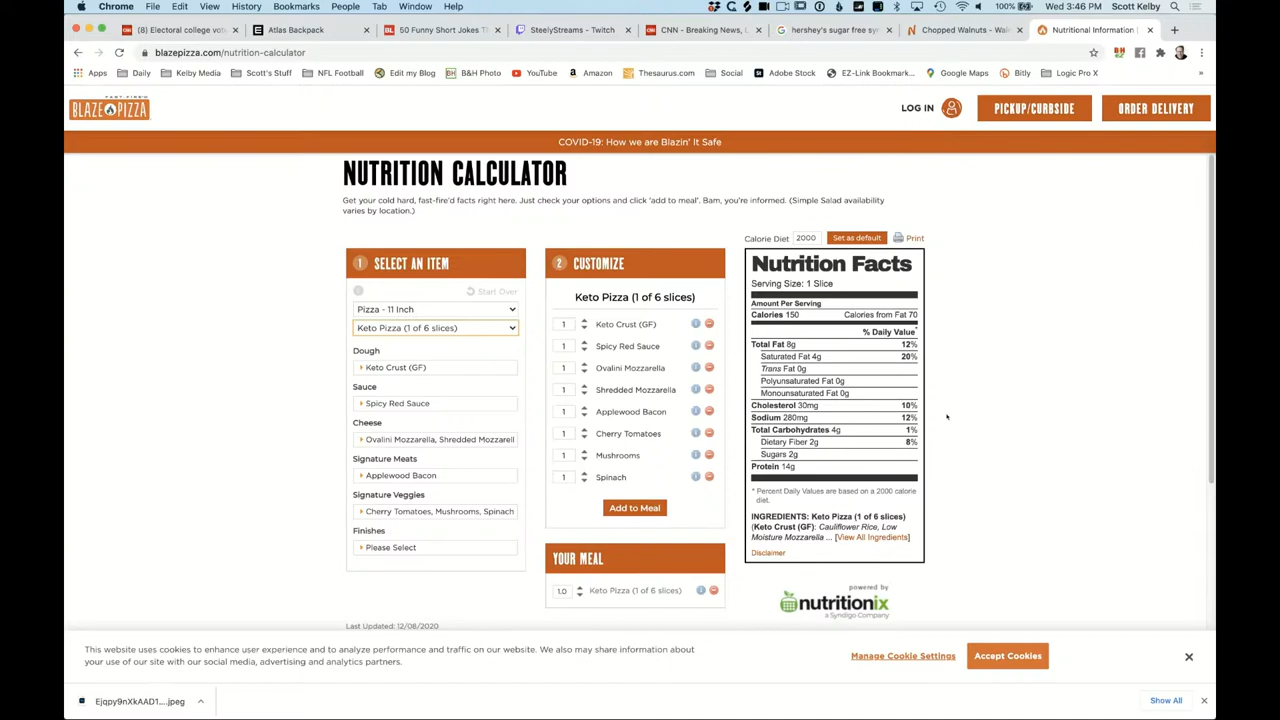 Chrome File Edit View History Bookmarks People Tab Window Help 100% Wed 3:46 PM Scott Kelby
(8) Electoral college vot
Atlas Backpack
50 Funny Short Jokes Th
SteelyStreams - Twitch
CNN - Breaking News, L
hershey's sugar free syr
Chopped Walnuts - Wal
Nutritional Information |
blazepizza.com/nutrition-calculator
Apps Daily Kelby Media Scott's Stuff NFL Football Edit my Blog B&H Photo YouTube Amazon Thesaurus.com Social Adobe Stock EZ-Link Bookmark... Google Maps Bitly Logic Pro X »
BLAZE PIZZA
LOG IN
PICKUP/CURBSIDE
ORDER DELIVERY
COVID-19: How we are Blazin' It Safe
NUTRITION CALCULATOR
Get your cold hard, fast-fire'd facts right here. Just check your options and click 'add to meal'. Bam, you're informed. (Simple Salad availability
varies by location.)
Calorie Diet 2000 Set as default Print
1 SELECT AN ITEM
Start Over
Pizza - 11 Inch
Keto Pizza (1 of 6 slices)
Dough
Keto Crust (GF)
Sauce
Spicy Red Sauce
Cheese
Ovalini Mozzarella, Shredded Mozzarell
Signature Meats
Applewood Bacon
Signature Veggies
Cherry Tomatoes, Mushrooms, Spinach
Finishes
Please Select
Last Updated: 12/08/2020
2 CUSTOMIZE
Keto Pizza (1 of 6 slices)
1 Keto Crust (GF)
1 Spicy Red Sauce
1 Ovalini Mozzarella
1 Shredded Mozzarella
1 Applewood Bacon
1 Cherry Tomatoes
1 Mushrooms
1 Spinach
Add to Meal
YOUR MEAL
1.0 Keto Pizza (1 of 6 slices)
Nutrition Facts
Serving Size: 1 Slice
Amount Per Serving
Calories 150 Calories from Fat 70
% Daily Value*
Total Fat 8g 12%
Saturated Fat 4g 20%
Trans Fat 0g
Polyunsaturated Fat 0g
Monounsaturated Fat 0g
Cholesterol 30mg 10%
Sodium 280mg 12%
Total Carbohydrates 4g 1%
Dietary Fiber 2g 8%
Sugars 2g
Protein 14g
* Percent Daily Values are based on a 2000 calorie
diet.
INGREDIENTS: Keto Pizza (1 of 6 slices)
(Keto Crust (GF): Cauliflower Rice, Low
Moisture Mozzarella ... [View All Ingredients]
Disclaimer
powered by
nutritionix
a Syndigo Company
This website uses cookies to enhance user experience and to analyze performance and traffic on our website. We also may share information about
your use of our site with our social media, advertising and analytics partners.
Manage Cookie Settings
Accept Cookies
Ejqpy9nXkAAD1....jpeg
Show All